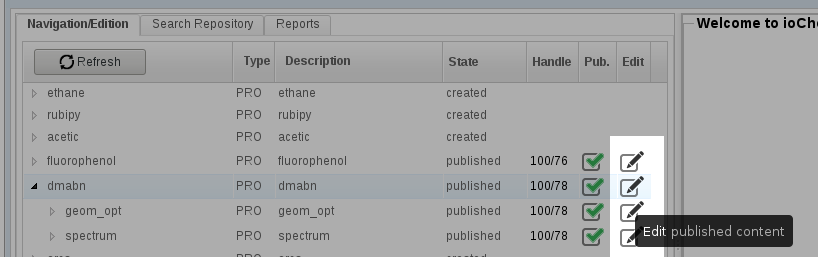 Navigation/Edition Search Repository Reports
Refresh Type Description State Handle Pub. Edit
ethane PRO ethane created
rubipy PRO rubipy created
acetic PRO acetic created
fluorophenol PRO fluorophenol published 100/76
dmabn PRO dmabn published 100/78
geom_opt PRO geom_opt published 100/78
spectrum PRO spectrum published 100/78
Edit published content
PRO created
Welcome to ioCh